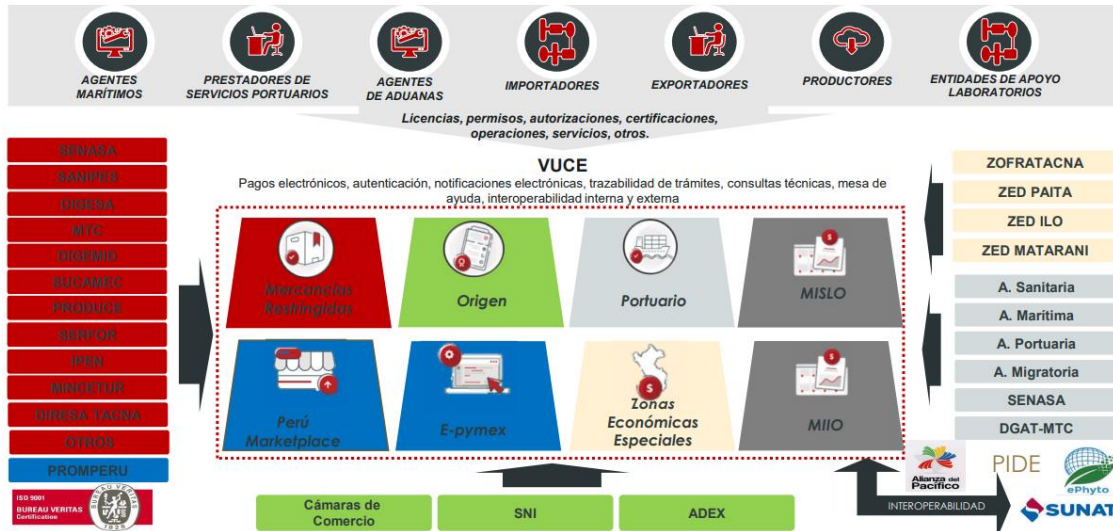 AGENTES
MARÍTIMOS
PRESTADORES DE
SERVICIOS PORTUARIOS
AGENTES
DE ADUANAS
IMPORTADORES
EXPORTADORES
PRODUCTORES
ENTIDADES DE APOYO
LABORATORIOS
Licencias, permisos, autorizaciones, certificaciones,
operaciones, servicios, otros.
VUCE
Pagos electrónicos, autenticación, notificaciones electrónicas, trazabilidad de trámites, consultas técnicas, mesa de
ayuda, interoperabilidad interna y externa
SENASA
SANIPES
DIGESA
MTC
DIGEMID
SUCAMEC
PRODUCE
SERFOR
IPEN
MINCETUR
DIRESA TACNA
OTROS
PROMPERU
ISO 9001
BUREAU VERITAS
Certification
BUREAU VERITAS
1828
Mercancías
Restringidas
Origen
Portuario
MISLO
Perú
Marketplace
E-pymex
Zonas
Económicas
Especiales
MIIO
ZOFRATACNA
ZED PAITA
ZED ILO
ZED MATARANI
A. Sanitaria
A. Marítima
A. Portuaria
A. Migratoria
SENASA
DGAT-MTC
Cámaras de
Comercio
SNI
ADEX
Alianza del
Pacífico
PIDE
ePhyto
INTEROPERABILIDAD
SUNAT